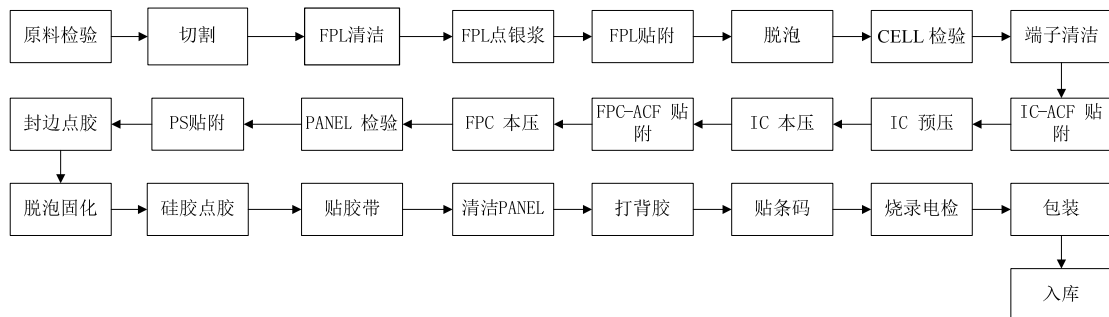 原料检验
切割
FPL清洁
FPL点银浆
FPL贴附
脱泡
CELL 检验
端子清洁
封边点胶
PS贴附
PANEL 检验
FPC 本压
FPC-ACF 贴
附
IC 本压
IC 预压
IC-ACF 贴
附
脱泡固化
硅胶点胶
贴胶带
清洁PANEL
打背胶
贴条码
烧录电检
包装
入库